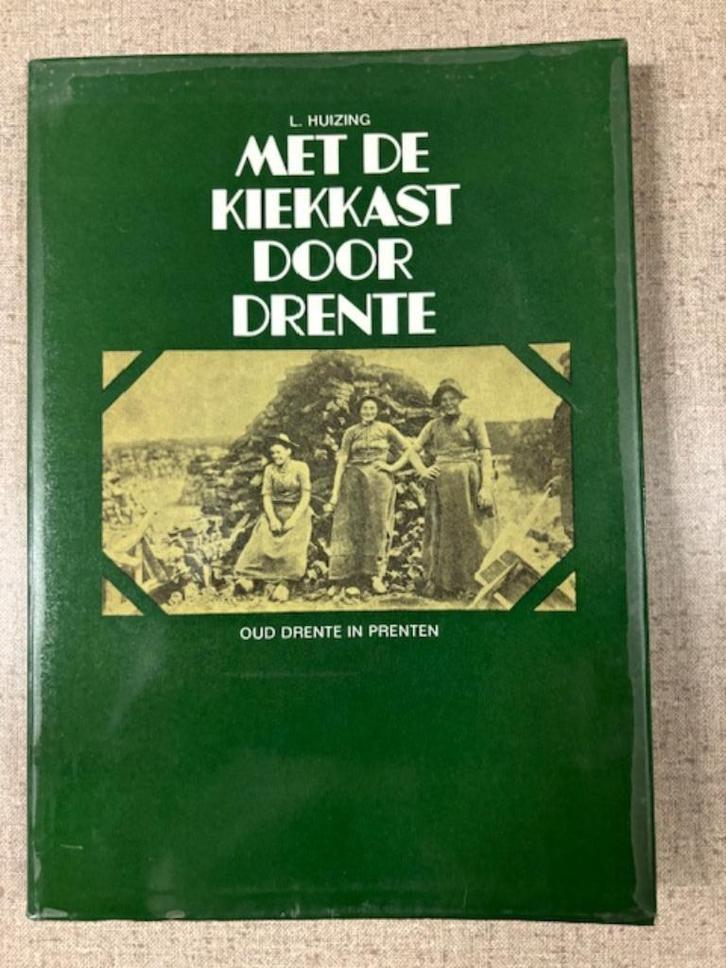 L. HUIZING
MET DE
KIEKKAST
DOOR
DRENTE
OUD DRENTE IN PRENTEN